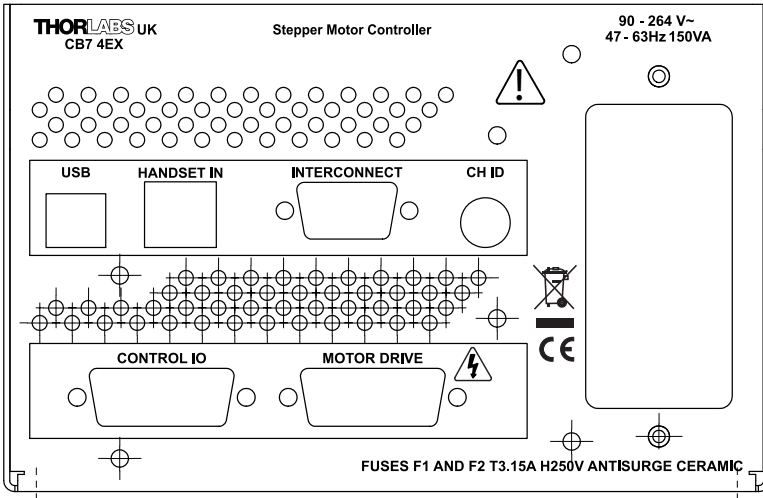 THORLABS UK
CB7 4EX
Stepper Motor Controller
90 - 264 V~
47 - 63Hz 150VA
USB
HANDSET IN
INTERCONNECT
CH ID
CONTROL IO
MOTOR DRIVE
CE
FUSES F1 AND F2 T3.15A H250V ANTISURGE CERAMIC